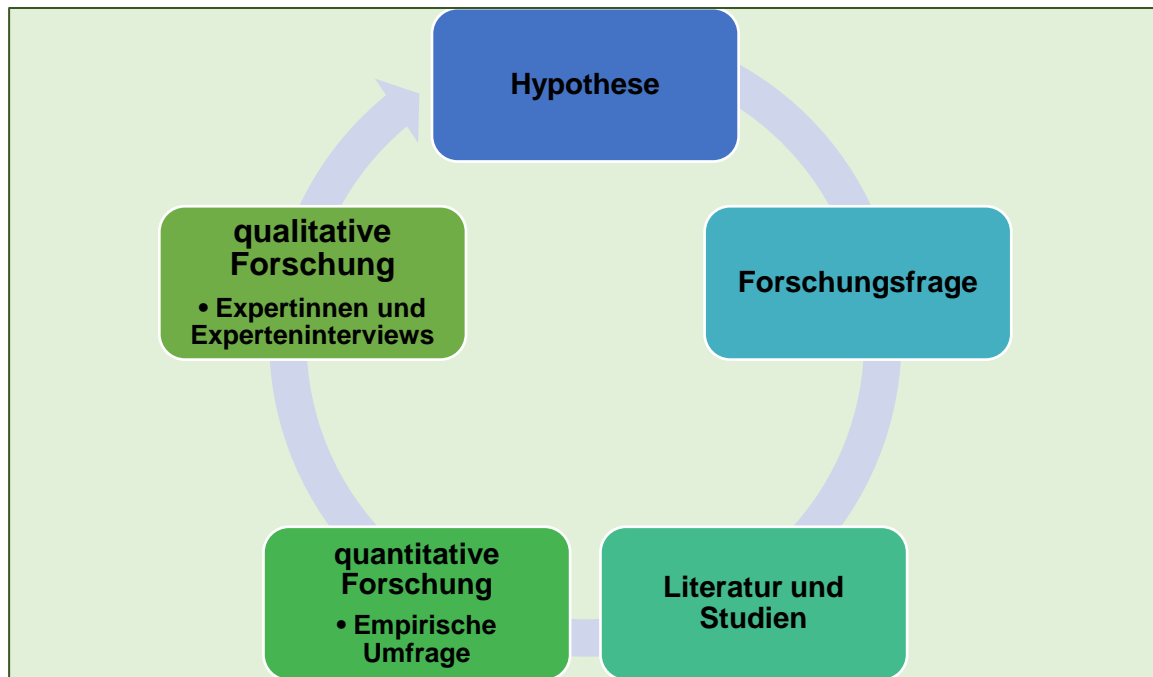 Hypothese
Forschungsfrage
Literatur und
Studien
quantitative
Forschung
• Empirische
Umfrage
qualitative
Forschung
• Expertinnen und
Experteninterviews